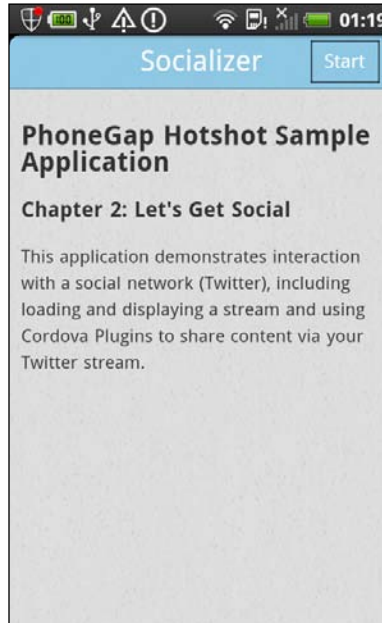 100
01:19
Socializer
Start
PhoneGap Hotshot Sample
Application
Chapter 2: Let's Get Social
This application demonstrates interaction
with a social network (Twitter), including
loading and displaying a stream and using
Cordova Plugins to share content via your
Twitter stream.